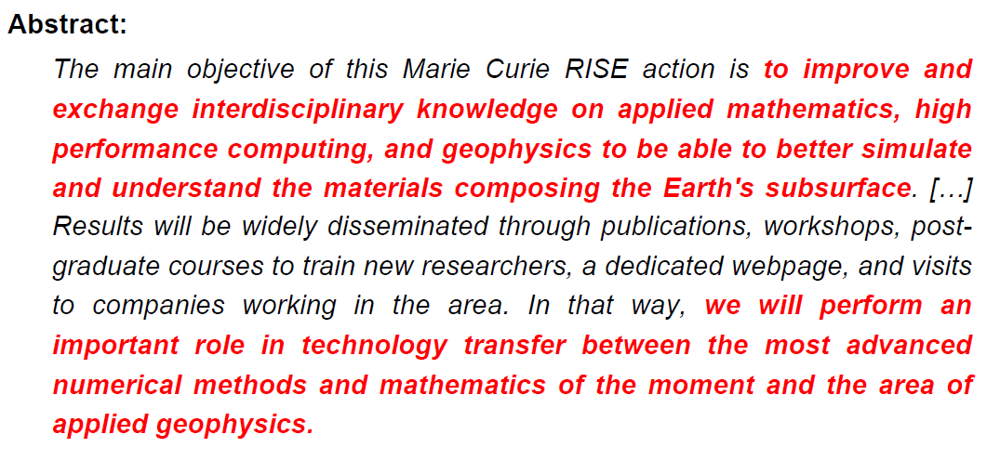 Abstract:
The main objective of this Marie Curie RISE action is to improve and
exchange interdisciplinary knowledge on applied mathematics, high
performance computing, and geophysics to be able to better simulate
and understand the materials composing the Earth's subsurface. [...]
Results will be widely disseminated through publications, workshops, post-
graduate courses to train new researchers, a dedicated webpage, and visits
to companies working in the area. In that way, we will perform an
important role in technology transfer between the most advanced
numerical methods and mathematics of the moment and the area of
applied geophysics.